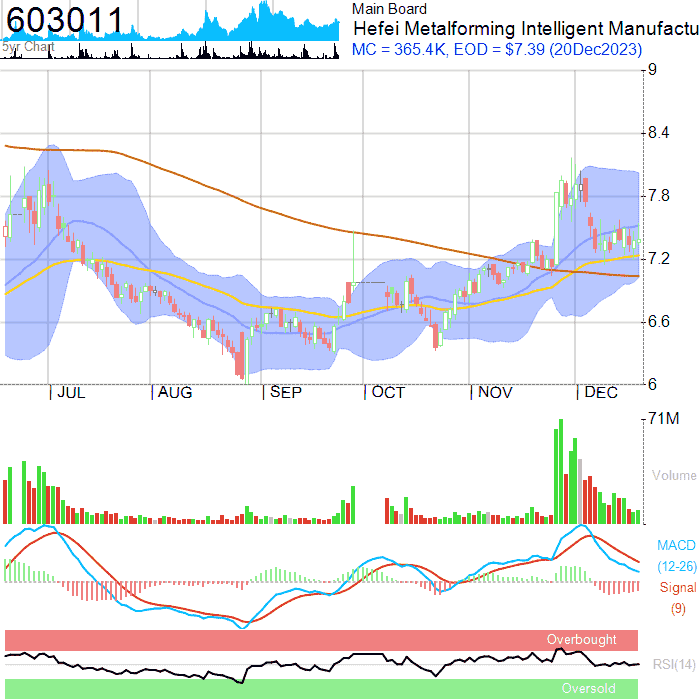 603011
Main Board
Hefei Metalforming Intelligent Manufactu
MC = 365.4K, EOD = $7.39 (20Dec2023)
5yr Chart
9
8.4
7.8
7.2
6.6
6
JUL
AUG
SEP
OCT
NOV
DEC
71M
Volume
MACD
(12-26)
Signal
(9)
Overbought
RSI(14)
Oversold